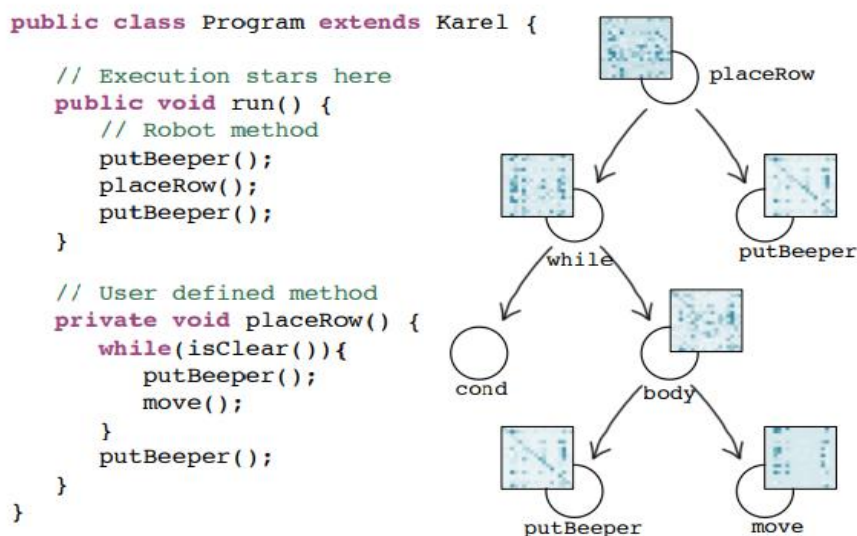 public class Program extends Karel {
// Execution stars here
public void run() {
// Robot method
putBeeper();
placeRow();
putBeeper();
}
// User defined method
private void placeRow() {
while(isClear()){
putBeeper();
move();
}
putBeeper();
}
}
placeRow
while
putBeeper
cond
body
putBeeper
move